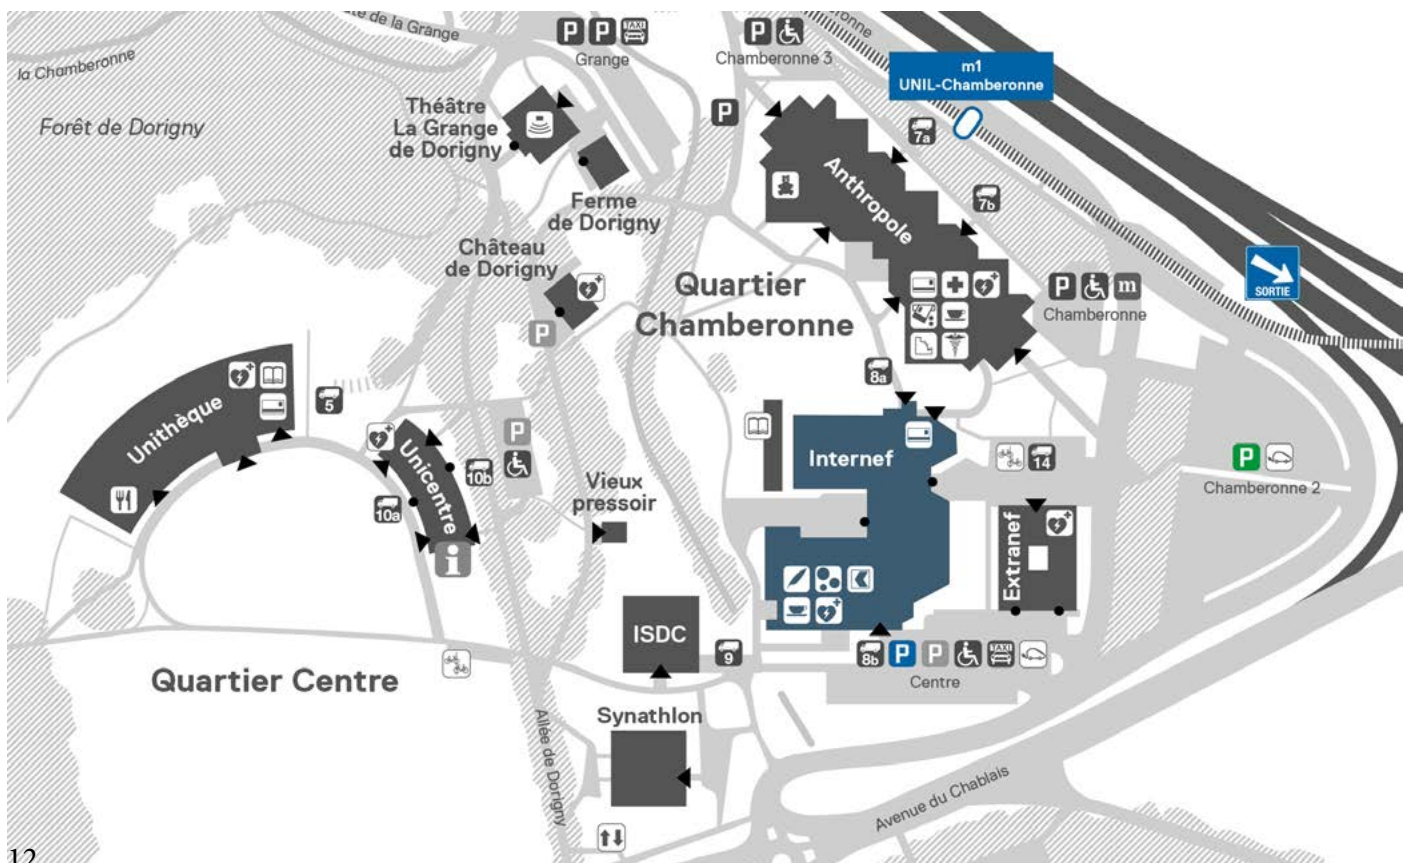 de la Grange
la Chamberonne
Forêt de Dorigny
P P TAXI
Grange
P
Chamberonne 3
m1
UNIL-Chamberonne
Théâtre
La Grange
de Dorigny
P
7a
7b
Anthropole
Ferme
de Dorigny
Château
de Dorigny
P
Quartier
Chamberonne
P m
Chamberonne
SORTIE
8a
Unithèque
5
Unicentre
P
10b
10a
i
Vieux
pressoir
Internef
14
P
Chamberonne 2
Extranef
ISDC
9
8b P P TAXI
Centre
Quartier Centre
Synathlon
Allée de Dorigny
Avenue du Chablais
12